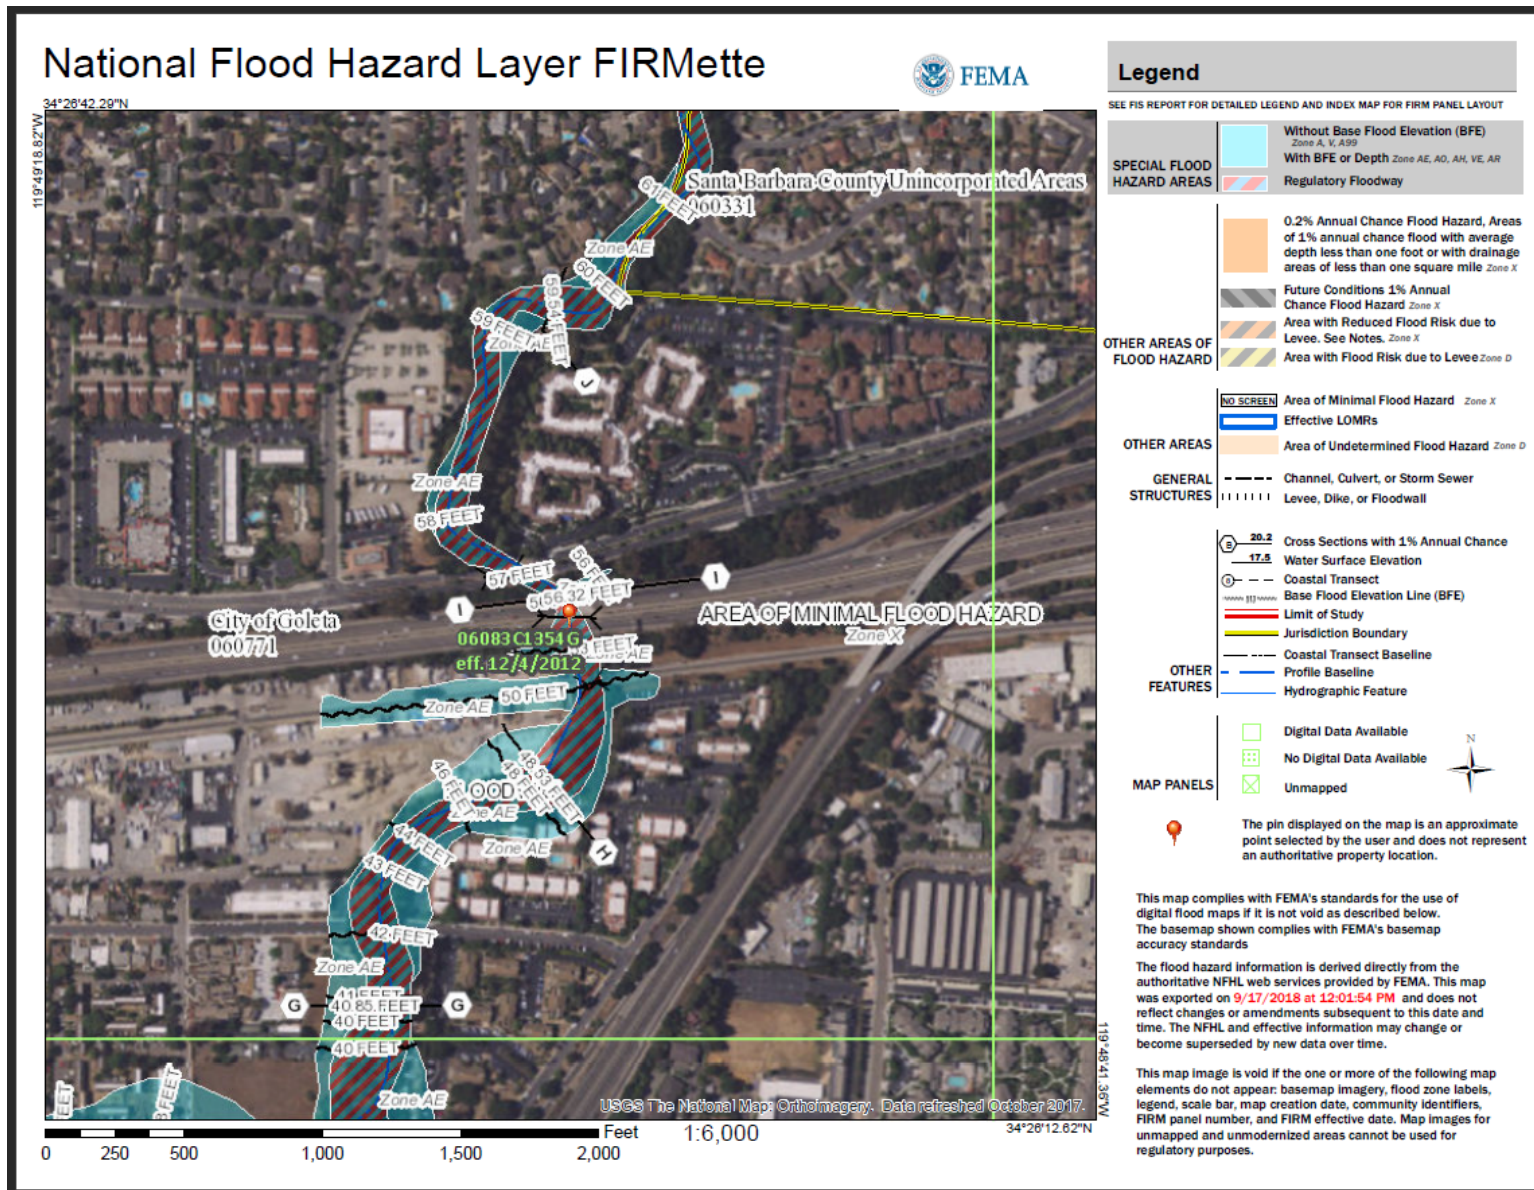 National Flood Hazard Layer FIRMette
FEMA
34°26'42.29"N
119°49'18.82"W
61 FEET
Santa Barbara County Unincorporated Areas
060331
Zone AE
60 FEET
59.54 FEET
59 FEET
J
Zone AE
58 FEET
57 FEET
56.32 FEET
I
I
City of Goleta
060771
AREA OF MINIMAL FLOOD HAZARD
Zone X
06083C1354G
eff. 12/4/2012
FEET
50 FEET
Zone AE
48.53 FEET
48 FEET
46 FEET
OOD
Zone AE
44 FEET
Zone AE
H
43 FEET
42 FEET
Zone AE
41 FEET
G
40.85 FEET
G
40 FEET
40 FEET
Zone AE
FEET
FEET
USGS The National Map: Orthoimagery. Data refreshed October 2017.
119°48'41.36"W
34°26'12.62"N
Feet
1:6,000
0 250 500 1,000 1,500 2,000
Legend
SEE FIS REPORT FOR DETAILED LEGEND AND INDEX MAP FOR FIRM PANEL LAYOUT
SPECIAL FLOOD
HAZARD AREAS
Without Base Flood Elevation (BFE)
Zone A, V, A99
With BFE or Depth Zone AE, AO, AH, VE, AR
Regulatory Floodway
OTHER AREAS OF
FLOOD HAZARD
0.2% Annual Chance Flood Hazard, Areas
of 1% annual chance flood with average
depth less than one foot or with drainage
areas of less than one square mile Zone X
Future Conditions 1% Annual
Chance Flood Hazard Zone X
Area with Reduced Flood Risk due to
Levee. See Notes. Zone X
Area with Flood Risk due to Levee Zone D
OTHER AREAS
NO SCREEN Area of Minimal Flood Hazard Zone X
Effective LOMRs
Area of Undetermined Flood Hazard Zone D
GENERAL
STRUCTURES
Channel, Culvert, or Storm Sewer
Levee, Dike, or Floodwall
OTHER
FEATURES
B 20.2 Cross Sections with 1% Annual Chance
17.5 Water Surface Elevation
8 Coastal Transect
513 Base Flood Elevation Line (BFE)
Limit of Study
Jurisdiction Boundary
Coastal Transect Baseline
Profile Baseline
Hydrographic Feature
MAP PANELS
Digital Data Available
No Digital Data Available
Unmapped
N
The pin displayed on the map is an approximate
point selected by the user and does not represent
an authoritative property location.
This map complies with FEMA's standards for the use of
digital flood maps if it is not void as described below.
The basemap shown complies with FEMA's basemap
accuracy standards
The flood hazard information is derived directly from the
authoritative NFHL web services provided by FEMA. This map
was exported on 9/17/2018 at 12:01:54 PM and does not
reflect changes or amendments subsequent to this date and
time. The NFHL and effective information may change or
become superseded by new data over time.
This map image is void if the one or more of the following map
elements do not appear: basemap imagery, flood zone labels,
legend, scale bar, map creation date, community identifiers,
FIRM panel number, and FIRM effective date. Map images for
unmapped and unmodernized areas cannot be used for
regulatory purposes.